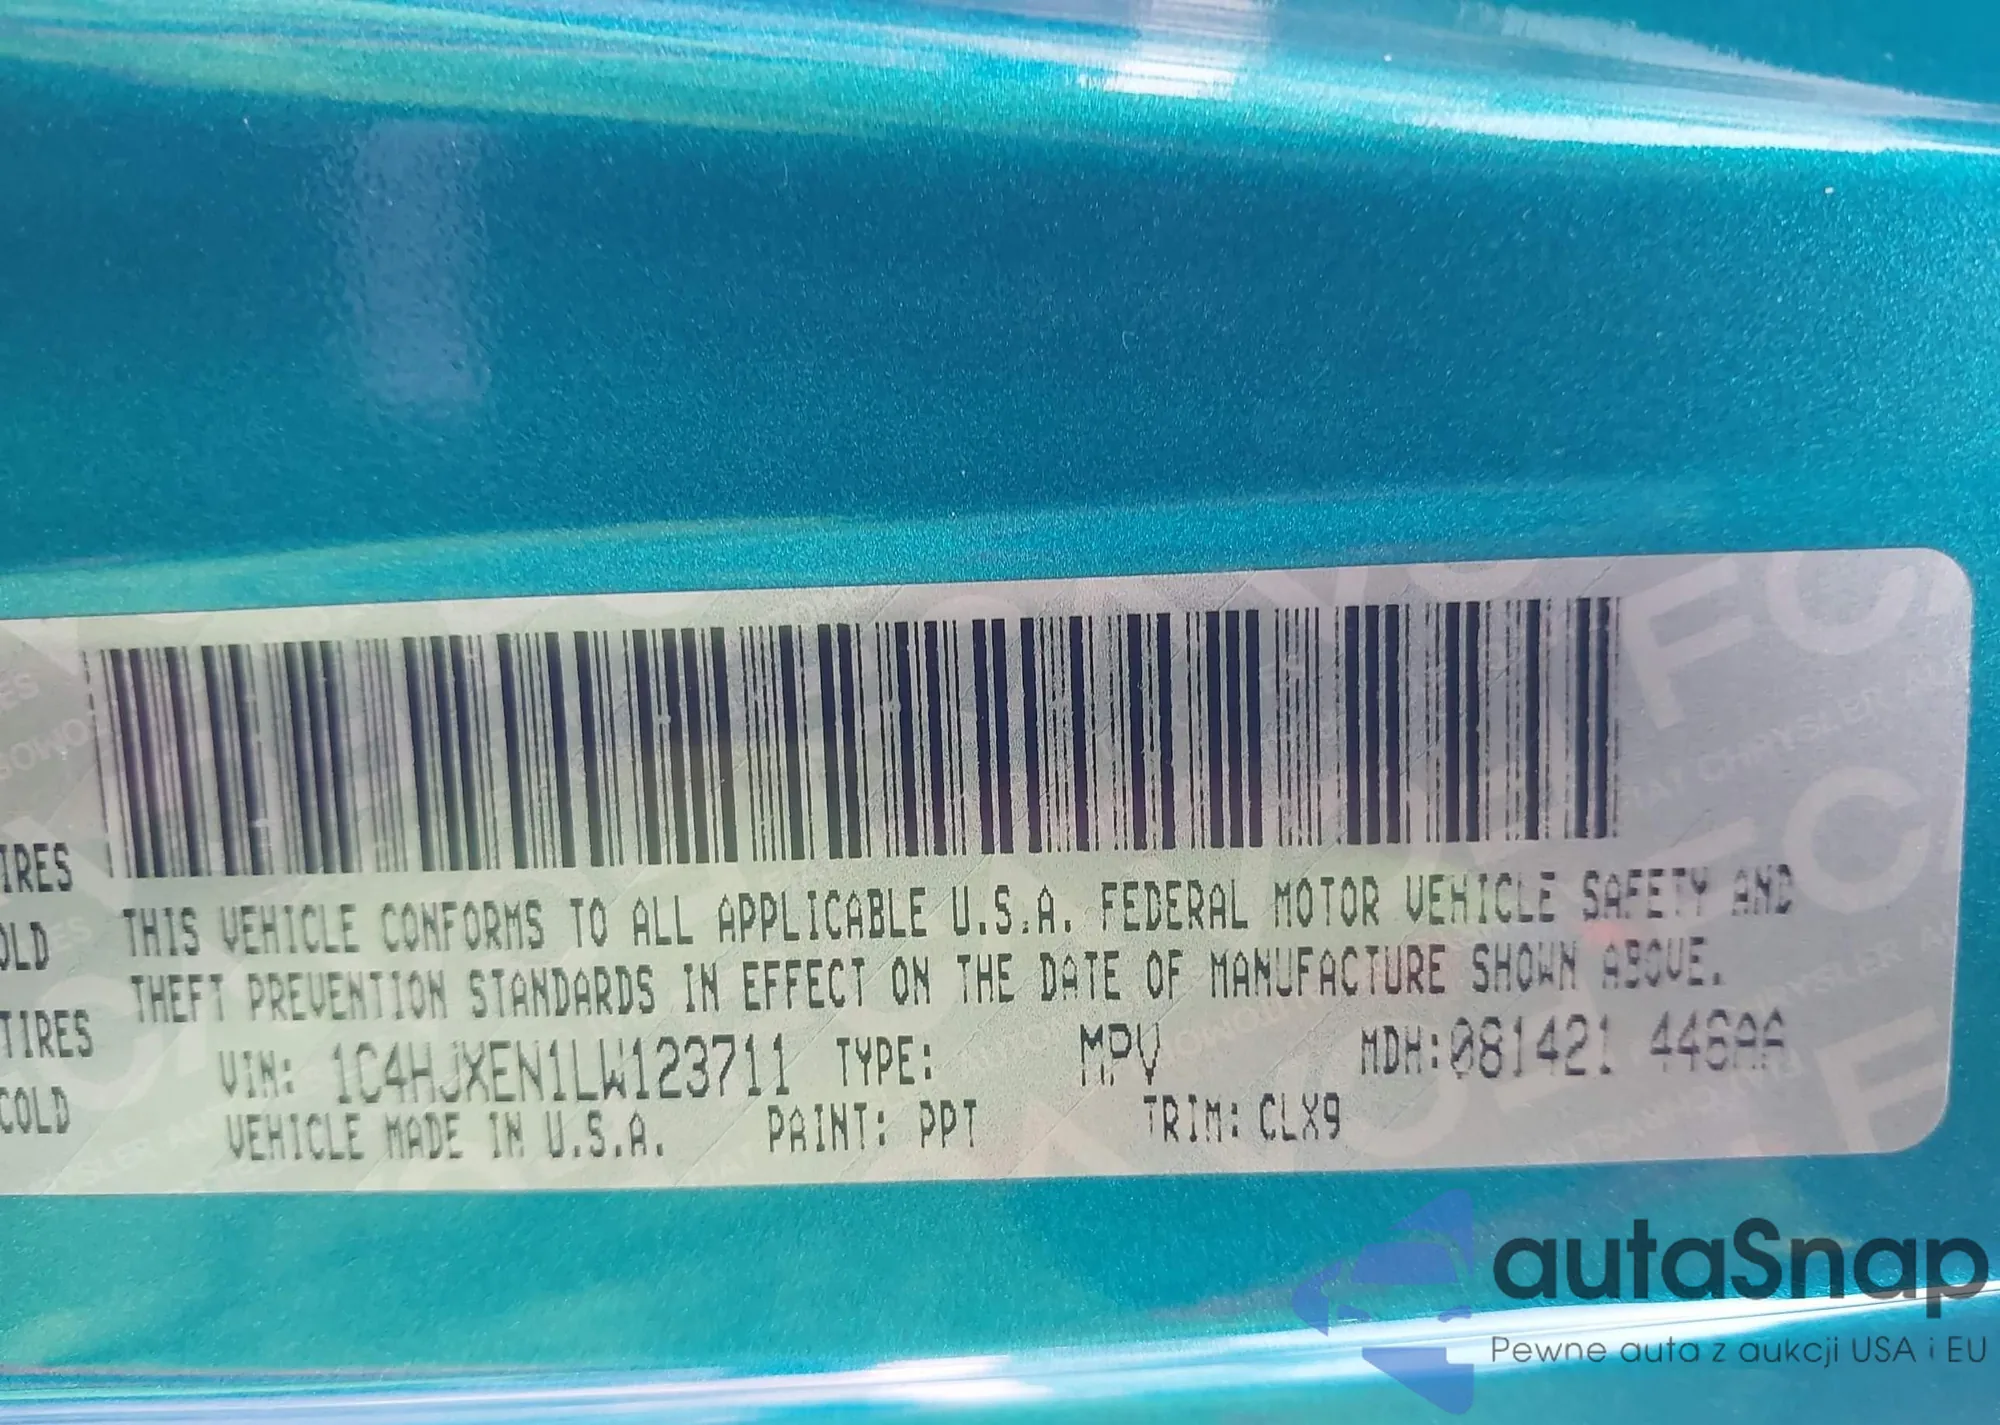 IRES
OLD
TIRES
COLD
THIS VEHICLE CONFORMS TO ALL APPLICABLE U.S.A. FEDERAL MOTOR VEHICLE SAFETY AND
THEFT PREVENTION STANDARDS IN EFFECT ON THE DATE OF MANUFACTURE SHOWN ABOVE.
VIN: 1C4HJXEN1LW123711 TYPE: MPV MDH:081421 446AA
VEHICLE MADE IN U.S.A. PAINT: PPT TRIM: CLX9
autaSnap
Pewne auta z aukcji USA i EU